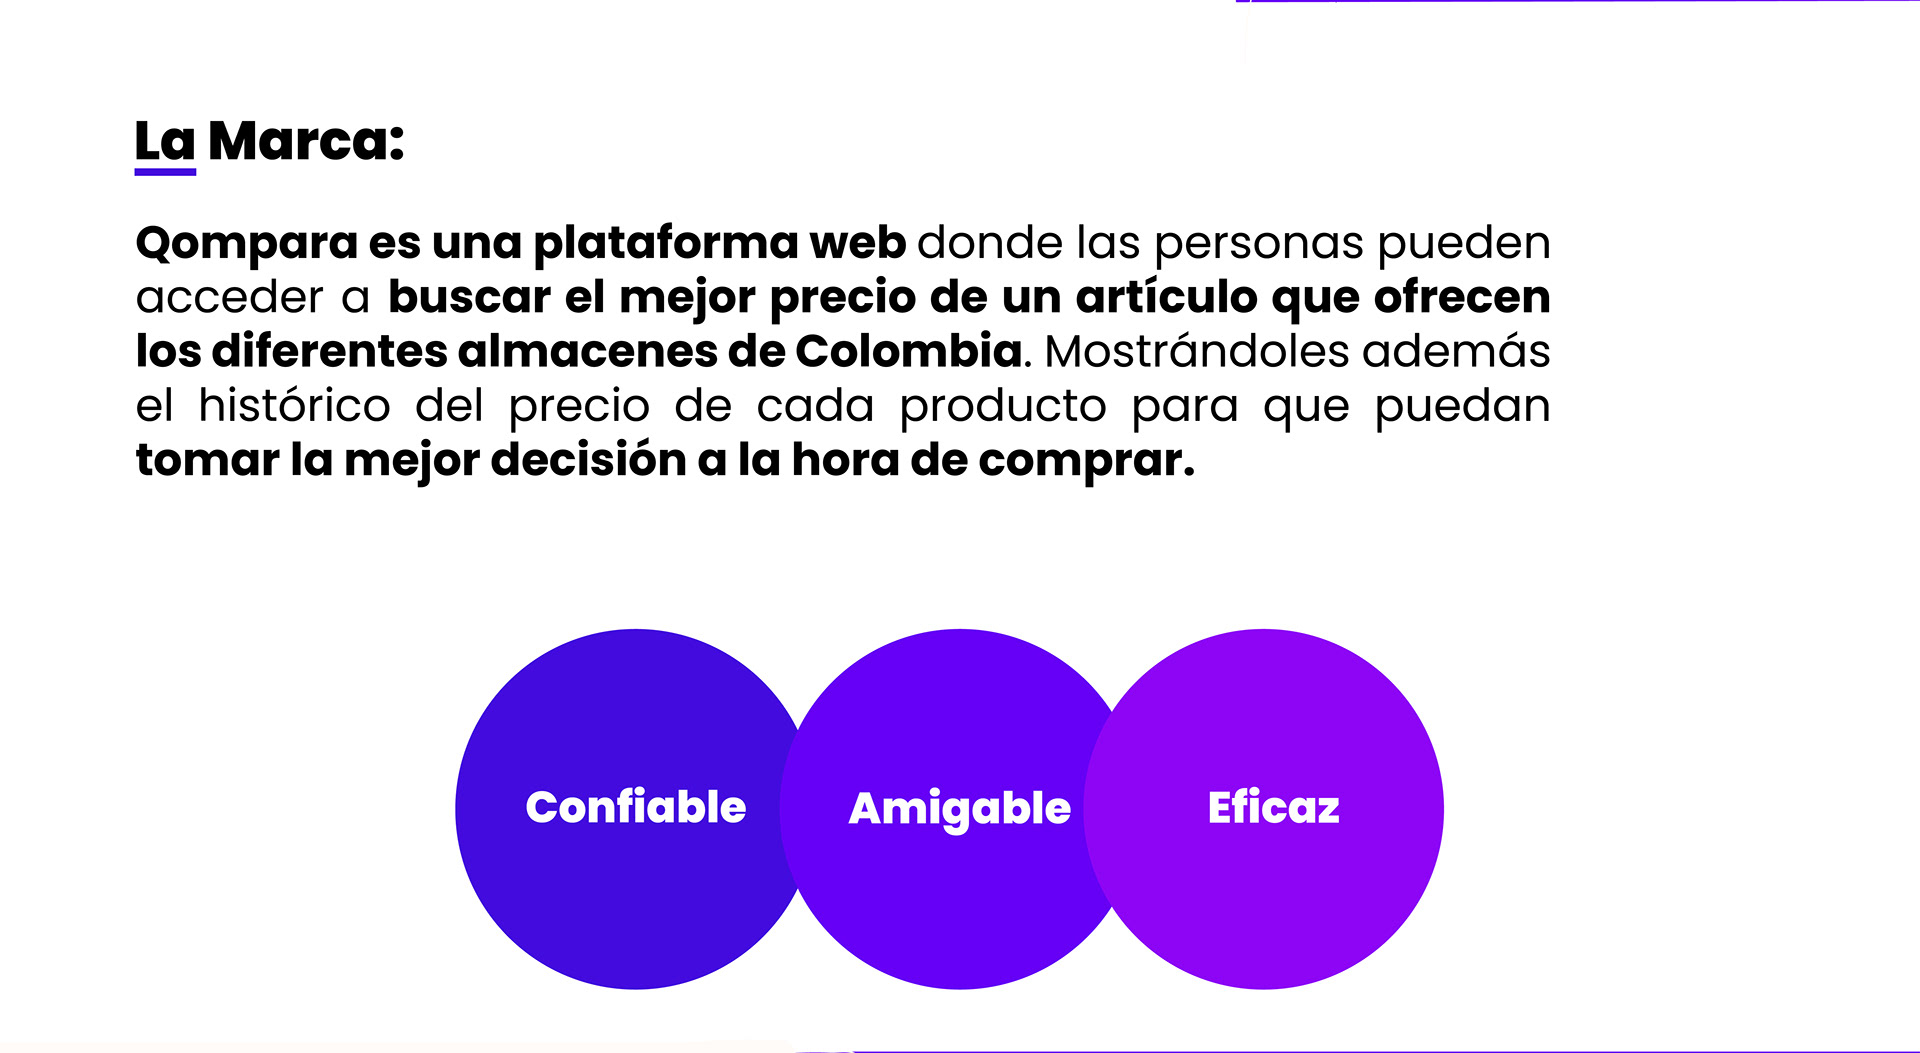 La Marca:
Qompara es una plataforma web donde las personas pueden
acceder a buscar el mejor precio de un artículo que ofrecen
los diferentes almacenes de Colombia. Mostrándoles además
el histórico del precio de cada producto para que puedan
tomar la mejor decisión a la hora de comprar.
Confiable
Amigable
Eficaz